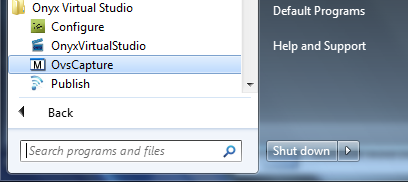 Onyx Virtual Studio
Configure
OnyxVirtualStudio
OvsCapture
Publish
Back
Search programs and files
Default Programs
Help and Support
Shut down